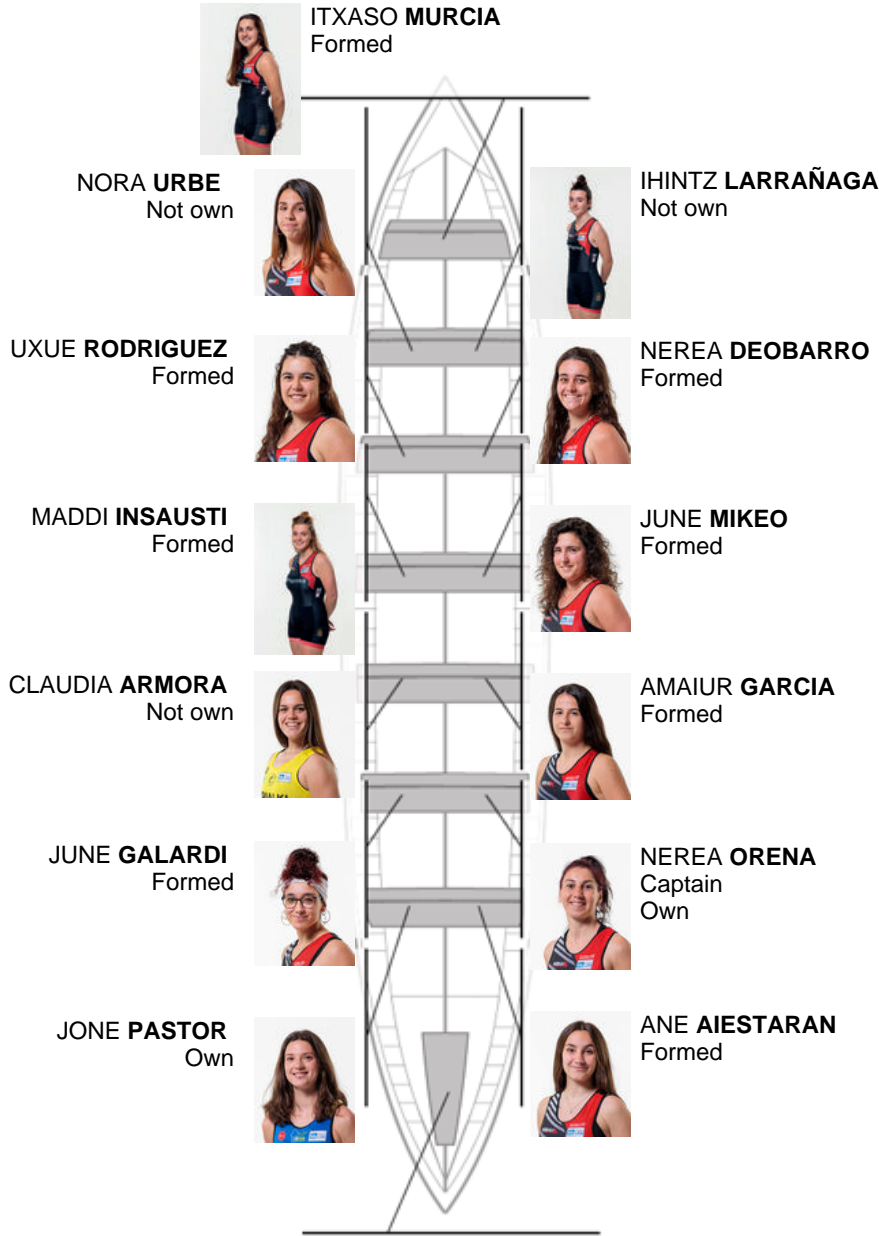 ITXASO MURCIA
Formed
NORA URBE
Not own
IHINTZ LARRAÑAGA
Not own
UXUE RODRIGUEZ
Formed
NEREA DEOBARRO
Formed
MADDI INSAUSTI
Formed
JUNE MIKEO
Formed
CLAUDIA ARMORA
Not own
AMAIUR GARCIA
Formed
JUNE GALARDI
Formed
NEREA ORENA
Captain
Own
JONE PASTOR
Own
ANE AIESTARAN
Formed